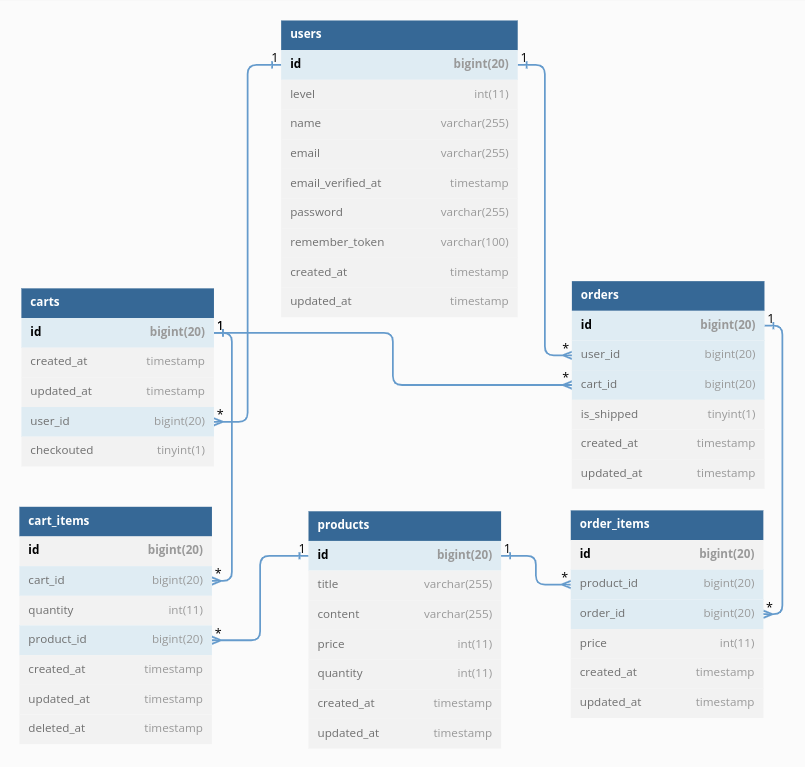 users
1 id bigint(20) 1
level int(11)
name varchar(255)
email varchar(255)
email_verified_at timestamp
password varchar(255)
remember_token varchar(100)
created_at timestamp
updated_at timestamp
carts
id bigint(20) 1
created_at timestamp
updated_at timestamp
user_id bigint(20) *
checkouted tinyint(1)
orders
id bigint(20) 1
* user_id bigint(20)
* cart_id bigint(20)
is_shipped tinyint(1)
created_at timestamp
updated_at timestamp
cart_items
id bigint(20)
cart_id bigint(20) *
quantity int(11)
product_id bigint(20) *
created_at timestamp
updated_at timestamp
deleted_at timestamp
products
1 id bigint(20) 1
title varchar(255)
content varchar(255)
price int(11)
quantity int(11)
created_at timestamp
updated_at timestamp
order_items
id bigint(20)
* product_id bigint(20)
order_id bigint(20) *
price int(11)
created_at timestamp
updated_at timestamp